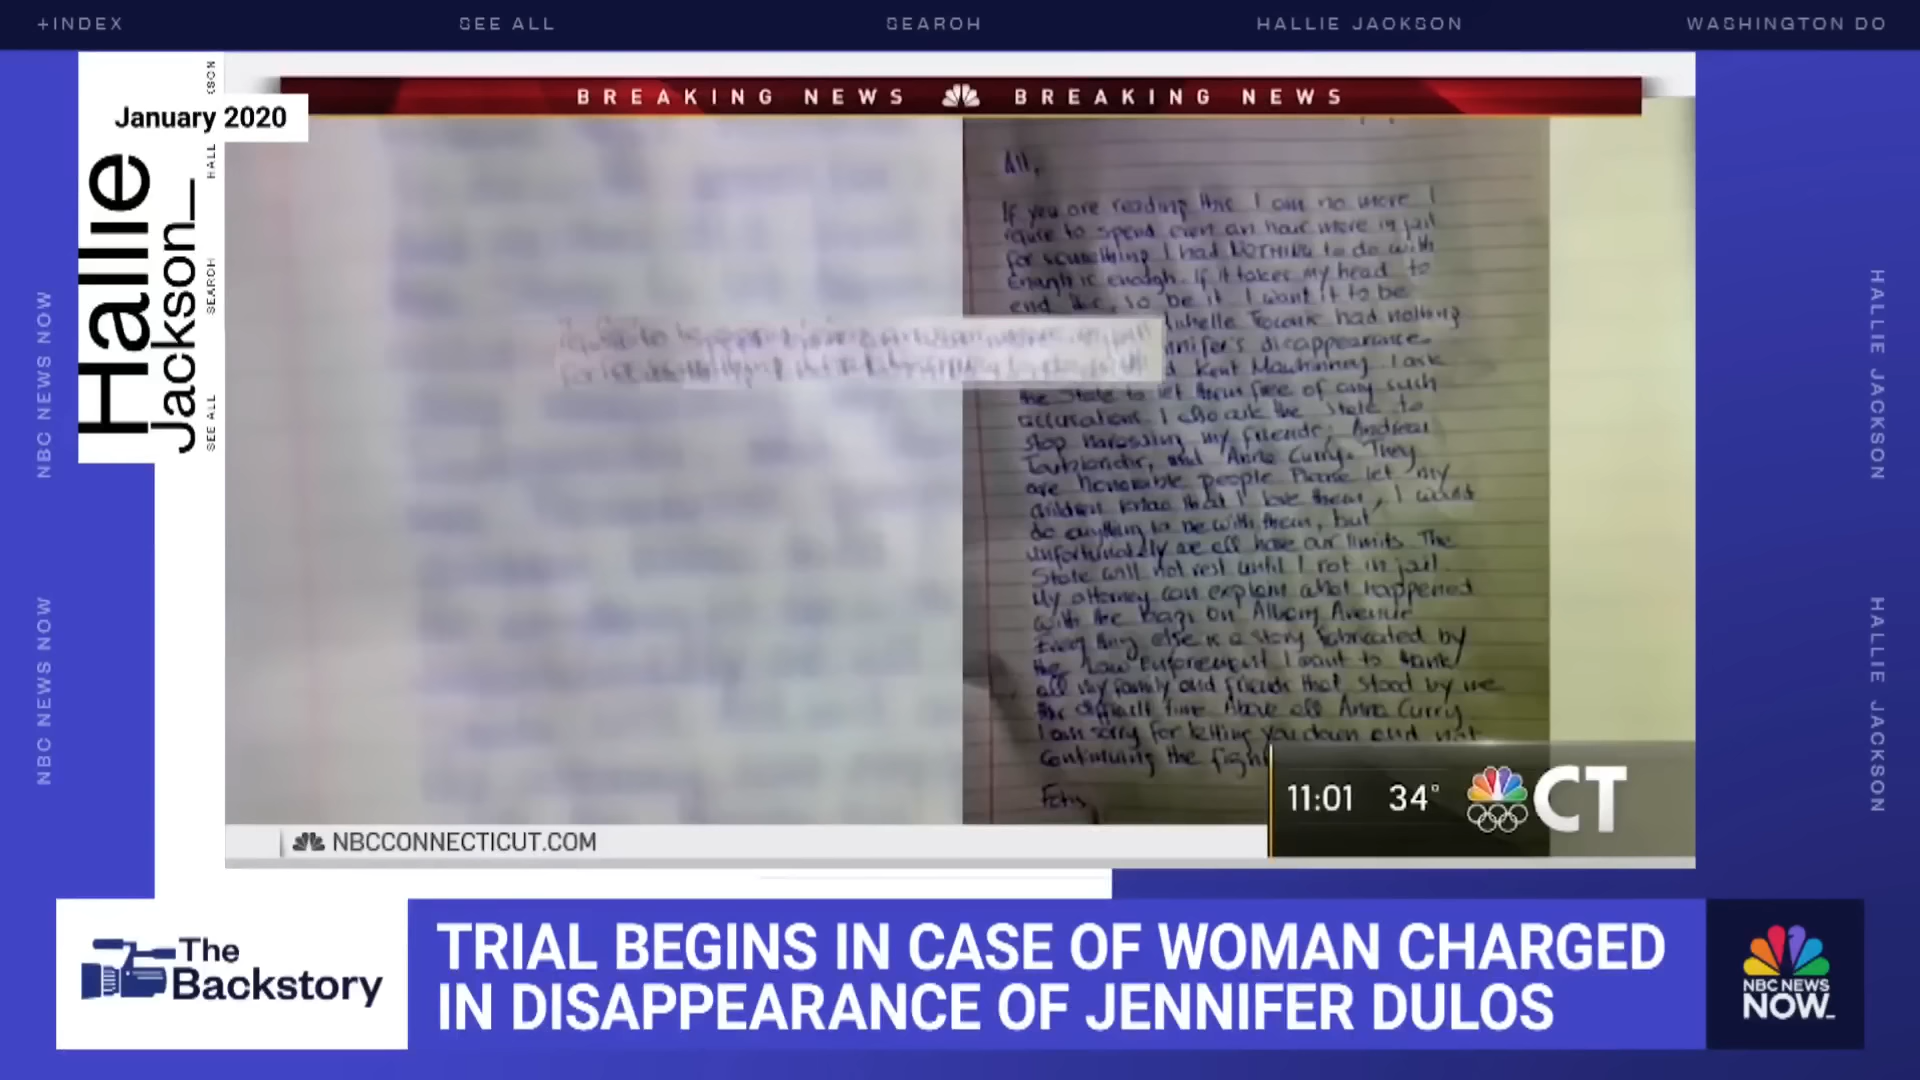 +INDEX
SEE ALL
SEARCH
HALLIE JACKSON
WASHINGTON DC
January 2020
Hallie
Jackson_
HALL
SEARCH
SEE ALL
NBC NEWS NOW
NBC NEWS NOW
BREAKING NEWS BREAKING NEWS
All,
If you are reading this I am no more. I
refuse to spend even an hour more in jail
for something I had NOTHING to do with
Enough is enough. If it takes my head to
end this, so be it. I want it to be
Michelle Troconis had nothing
nnifer's disappearance.
d Kent Mawhinney. I ask
the State to let them free of any such
accusations. I also ask the State to
stop harassing my friends, Andreas
and Anna Curry. They
are honorable people. Please let my
children know that I love them, I would
do anything to be with them, but
unfortunately we all have our limits. The
State will not rest until I rot in jail.
My attorney can explain what happened
with the bags on Albany Avenue
Everything else is a story fabricated by
the Law Enforcement. I want to thank
all my family and friends that stood by me
this difficult time. Above all Anna Curry
I am sorry for letting you down and not
continuing the fight
Fotis
HALLIE JACKSON
HALLIE JACKSON
11:01 34°
CT
NBCCONNECTICUT.COM
The
Backstory
TRIAL BEGINS IN CASE OF WOMAN CHARGED
IN DISAPPEARANCE OF JENNIFER DULOS
NBC NEWS
NOW_